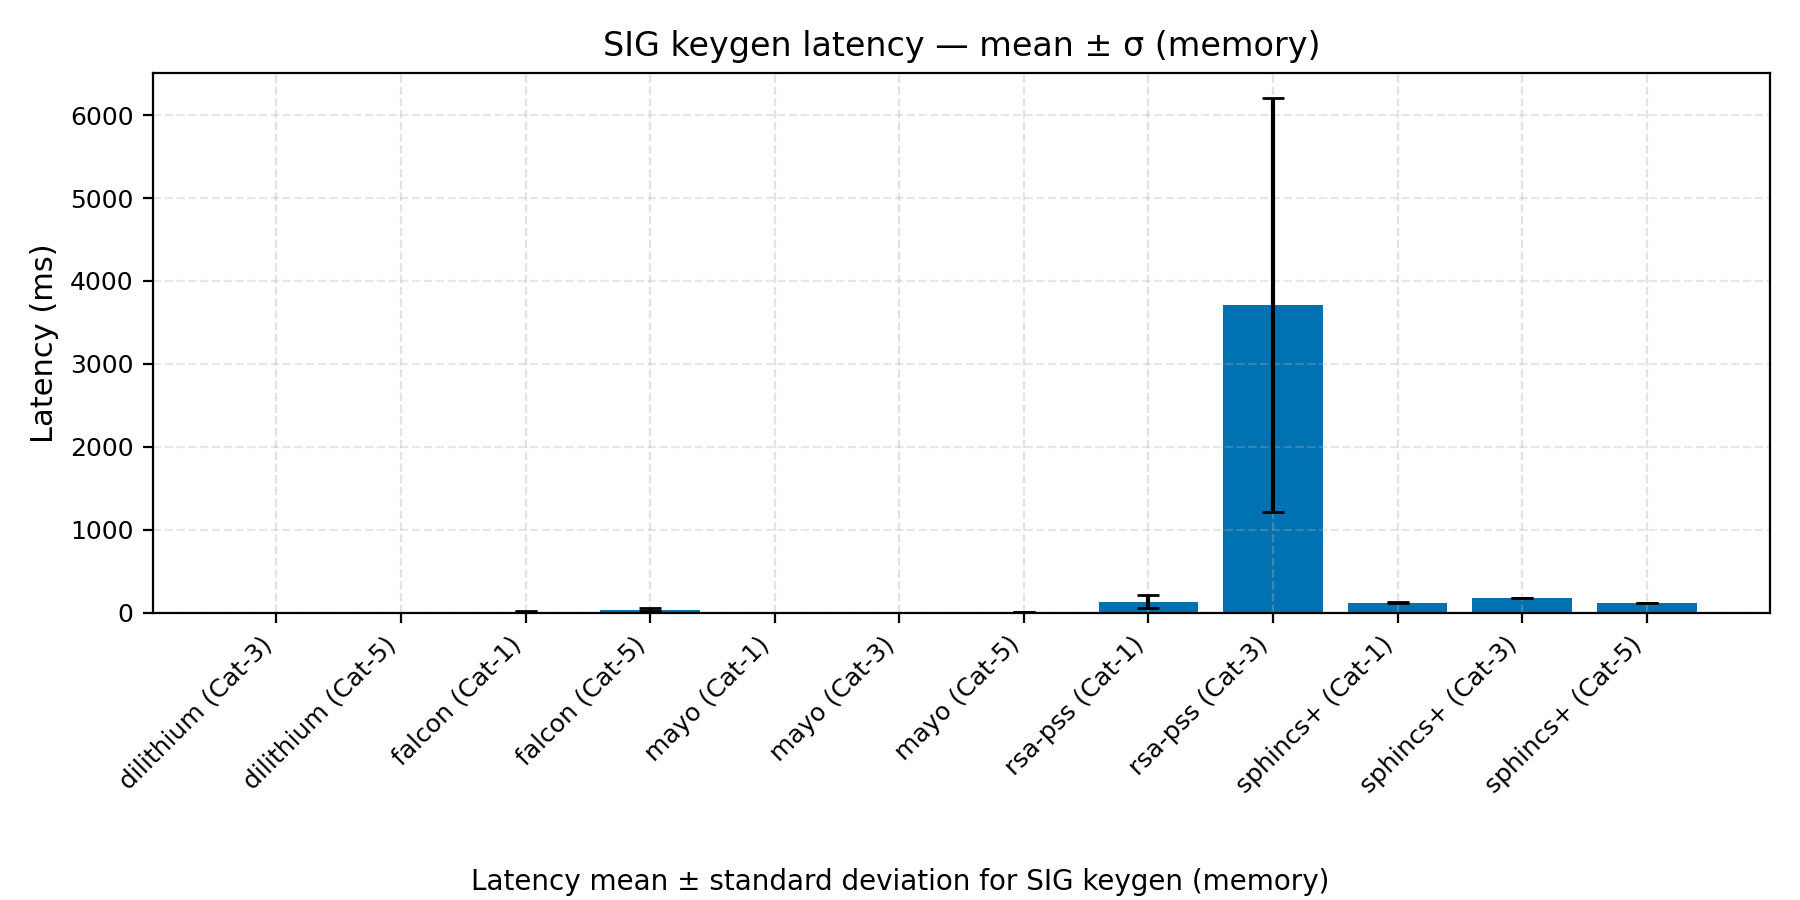 SIG keygen latency — mean ± σ (memory)
Latency (ms)
6000
5000
4000
3000
2000
1000
0
dilithium (Cat-3)
dilithium (Cat-5)
falcon (Cat-1)
falcon (Cat-5)
mayo (Cat-1)
mayo (Cat-3)
mayo (Cat-5)
rsa-pss (Cat-1)
rsa-pss (Cat-3)
sphincs+ (Cat-1)
sphincs+ (Cat-3)
sphincs+ (Cat-5)
Latency mean ± standard deviation for SIG keygen (memory)